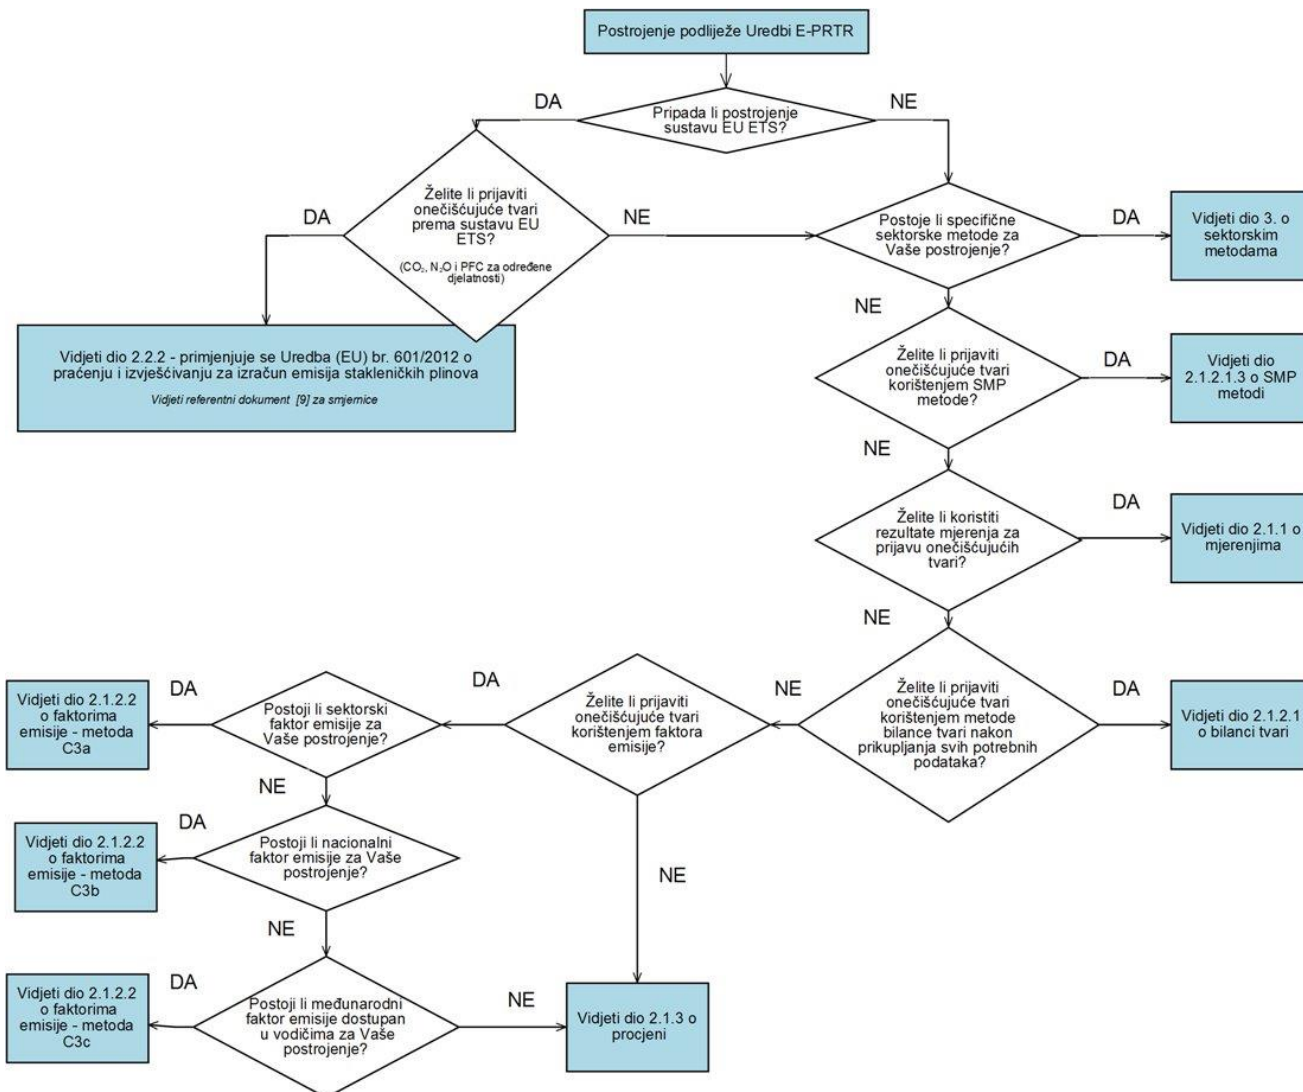 Postrojenje podliježe Uredbi E-PRTR
DA
NE
Pripada li postrojenje
sustavu EU ETS?
Želite li prijaviti
onečišćujuće tvari
prema sustavu EU
ETS?
(CO₂, N₂O i PFC za određene
djelatnosti)
DA
NE
Postoje li specifične
sektorske metode za
Vaše postrojenje?
DA
Vidjeti dio 3. o
sektorskim
metodama
NE
Vidjeti dio 2.2.2 - primjenjuje se Uredba (EU) br. 601/2012 o
praćenju i izvješćivanju za izračun emisija stakleničkih plinova
Vidjeti referentni dokument [9] za smjernice
Želite li prijaviti
onečišćujuće tvari
korištenjem SMP
metode?
DA
Vidjeti dio
2.1.2.1.3 o SMP
metodi
NE
Želite li koristiti
rezultate mjerenja za
prijavu onečišćujućih
tvari?
DA
Vidjeti dio 2.1.1 o
mjerenjima
NE
Želite li prijaviti
onečišćujuće tvari
korištenjem metode
bilance tvari nakon
prikupljanja svih potrebnih
podataka?
DA
Vidjeti dio 2.1.2.1
o bilanci tvari
NE
Želite li prijaviti
onečišćujuće tvari
korištenjem faktora
emisije?
DA
NE
Postoji li sektorski
faktor emisije za
Vaše postrojenje?
DA
Vidjeti dio 2.1.2.2
o faktorima
emisije - metoda
C3a
NE
Postoji li nacionalni
faktor emisije za Vaše
postrojenje?
DA
Vidjeti dio 2.1.2.2
o faktorima
emisije - metoda
C3b
NE
Postoji li međunarodni
faktor emisije dostupan
u vodičima za Vaše
postrojenje?
DA
Vidjeti dio 2.1.2.2
o faktorima
emisije - metoda
C3c
NE
Vidjeti dio 2.1.3 o
procjeni